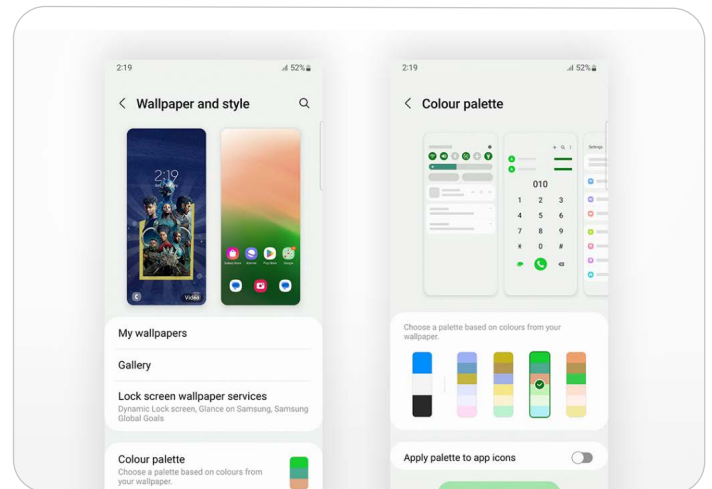 2:19
52%
Wallpaper and style
2:19
Video
My wallpapers
Gallery
Lock screen wallpaper services
Dynamic Lock screen, Glance on Samsung, Samsung
Global Goals
Colour palette
Choose a palette based on colours from
your wallpaper.
2:19
52%
Colour palette
Settings
010
1 2 3
4 5 6
7 8 9
* 0 #
Choose a palette based on colours from your
wallpaper.
Apply palette to app icons